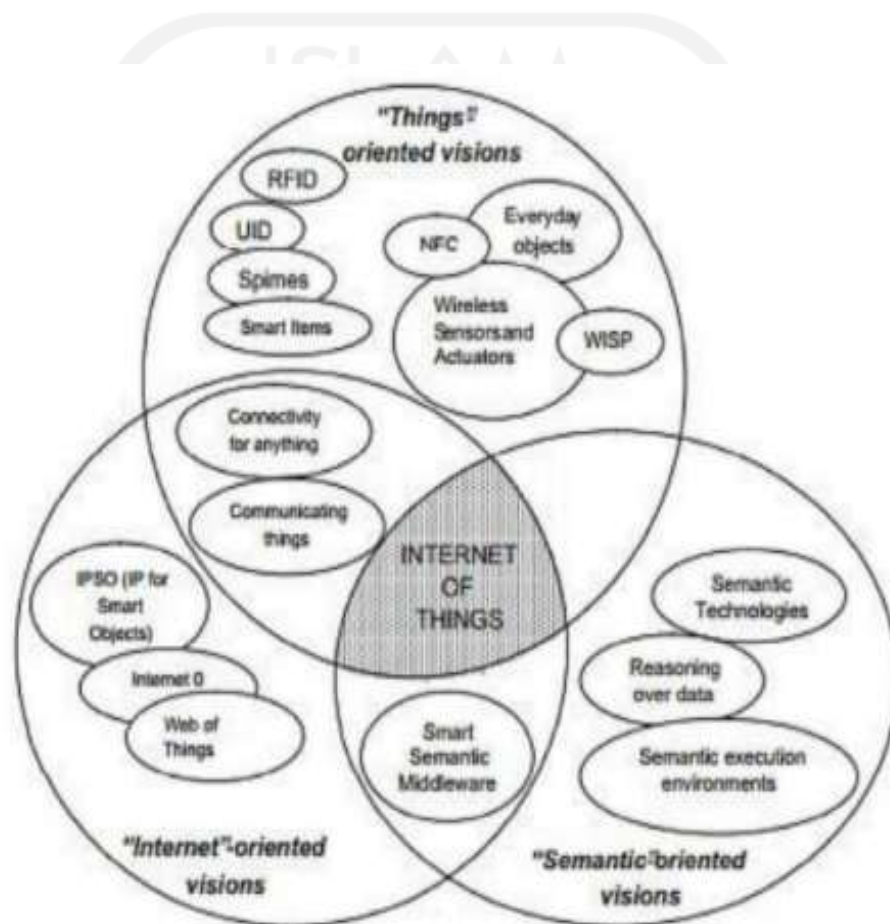 ISLAM
"Things"
oriented visions
RFID
UID
Spimes
Smart Items
NFC
Everyday
objects
Wireless
Sensors and
Actuators
WISP
Connectivity
for anything
Communicating
things
IPSO (IP for
Smart
Objects)
Internet 0
Web of
Things
INTERNET
OF
THINGS
Smart
Semantic
Middleware
Semantic
Technologies
Reasoning
over data
Semantic execution
environments
"Internet"-oriented
visions
"Semantic"oriented
visions